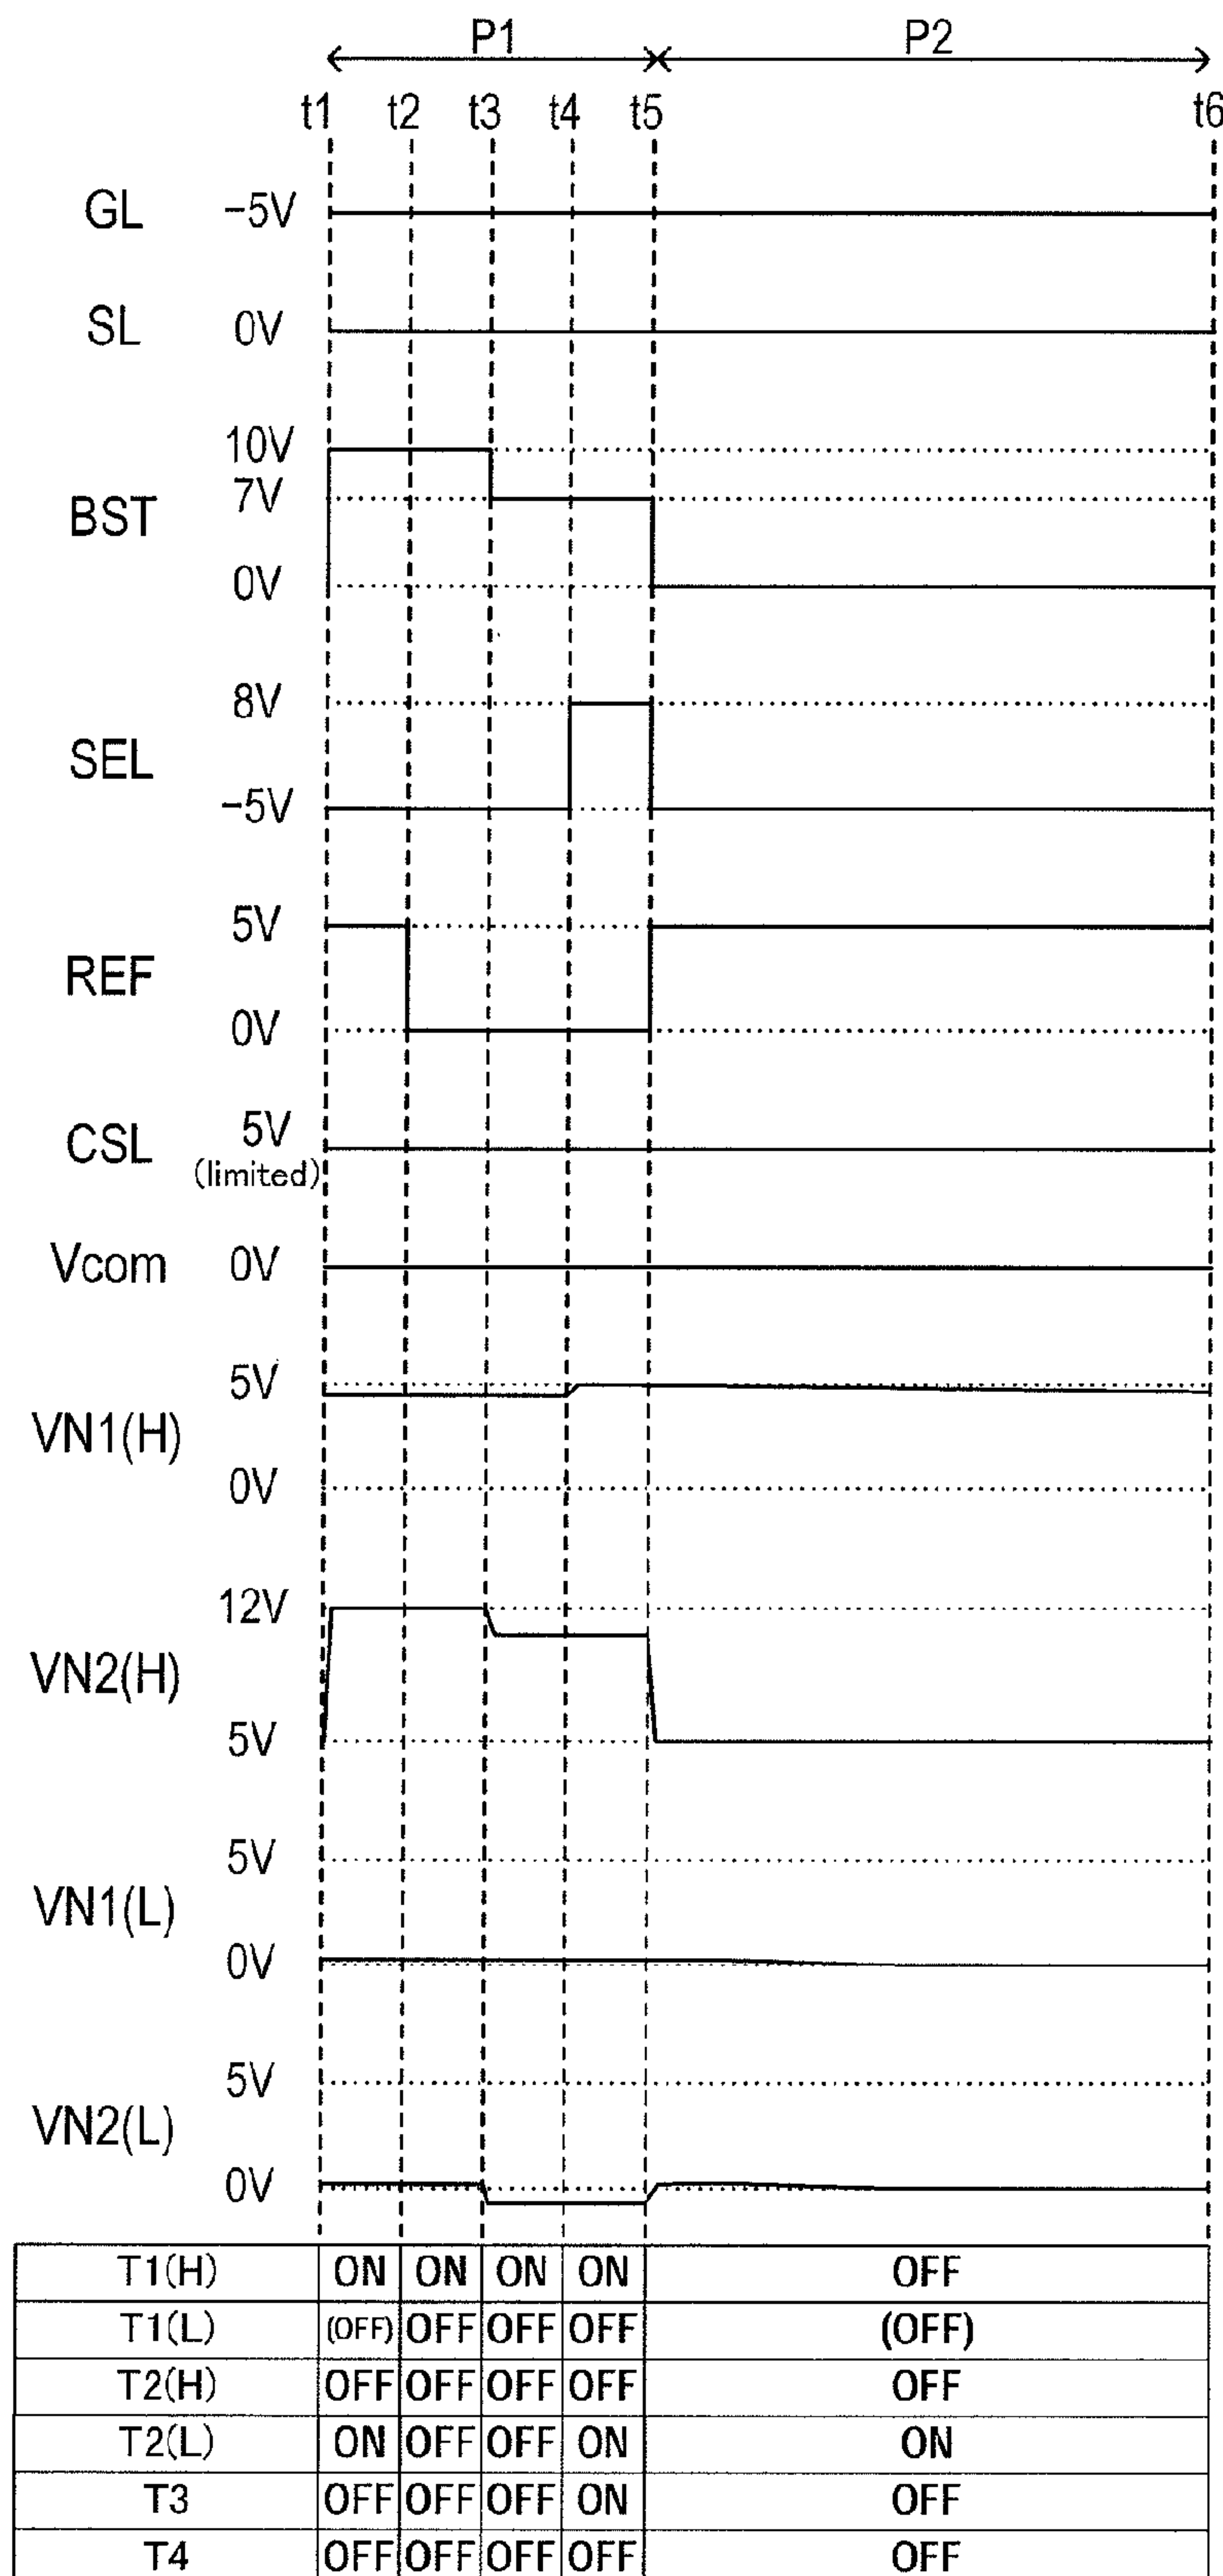 P1 P2
t1 t2 t3 t4 t5 t6
GL −5V
SL 0V
10V
BST 7V
0V
8V
SEL
−5V
5V
REF
0V
CSL 5V
(limited)
Vcom 0V
5V
VN1(H)
0V
12V
VN2(H)
5V
5V
VN1(L)
0V
5V
VN2(L)
0V
T1(H) ON ON ON ON OFF
T1(L) (OFF) OFF OFF OFF (OFF)
T2(H) OFF OFF OFF OFF OFF
T2(L) ON OFF OFF ON ON
T3 OFF OFF OFF ON OFF
T4 OFF OFF OFF OFF OFF